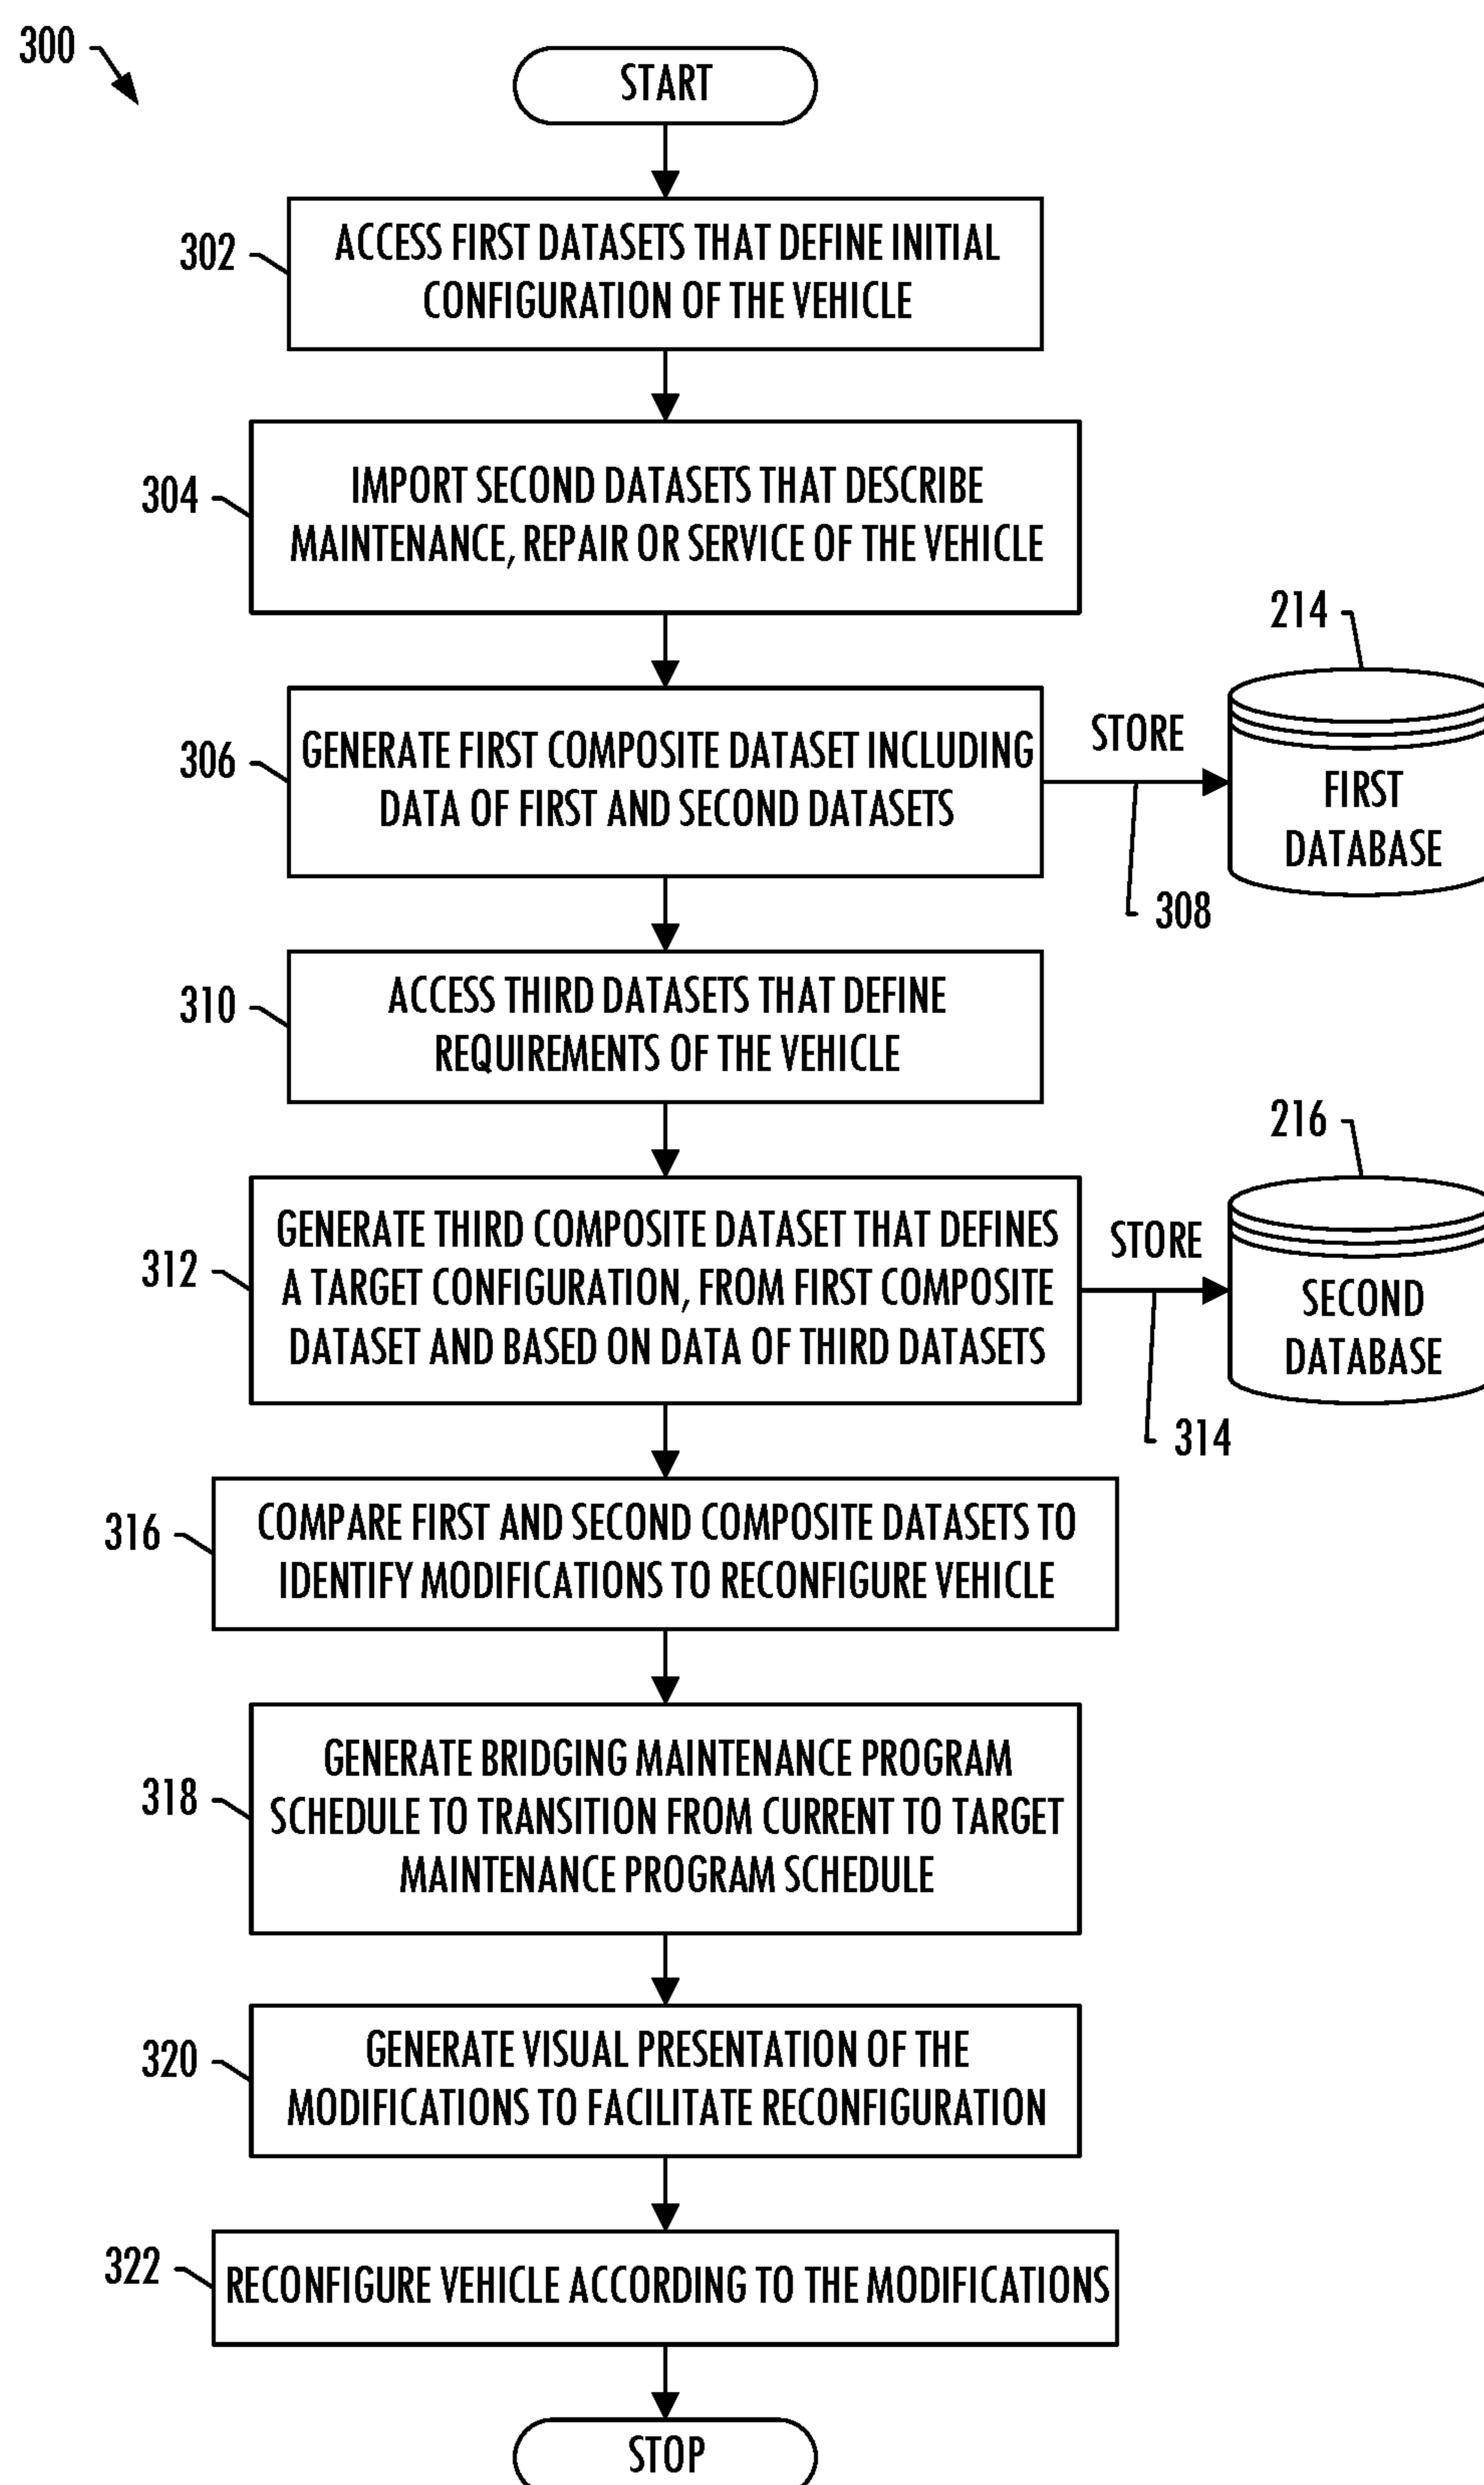 300
START
302
ACCESS FIRST DATASETS THAT DEFINE INITIAL
CONFIGURATION OF THE VEHICLE
304
IMPORT SECOND DATASETS THAT DESCRIBE
MAINTENANCE, REPAIR OR SERVICE OF THE VEHICLE
306
GENERATE FIRST COMPOSITE DATASET INCLUDING
DATA OF FIRST AND SECOND DATASETS
STORE
308
214
FIRST
DATABASE
310
ACCESS THIRD DATASETS THAT DEFINE
REQUIREMENTS OF THE VEHICLE
312
GENERATE THIRD COMPOSITE DATASET THAT DEFINES
A TARGET CONFIGURATION, FROM FIRST COMPOSITE
DATASET AND BASED ON DATA OF THIRD DATASETS
STORE
314
216
SECOND
DATABASE
316
COMPARE FIRST AND SECOND COMPOSITE DATASETS TO
IDENTIFY MODIFICATIONS TO RECONFIGURE VEHICLE
318
GENERATE BRIDGING MAINTENANCE PROGRAM
SCHEDULE TO TRANSITION FROM CURRENT TO TARGET
MAINTENANCE PROGRAM SCHEDULE
320
GENERATE VISUAL PRESENTATION OF THE
MODIFICATIONS TO FACILITATE RECONFIGURATION
322
RECONFIGURE VEHICLE ACCORDING TO THE MODIFICATIONS
STOP